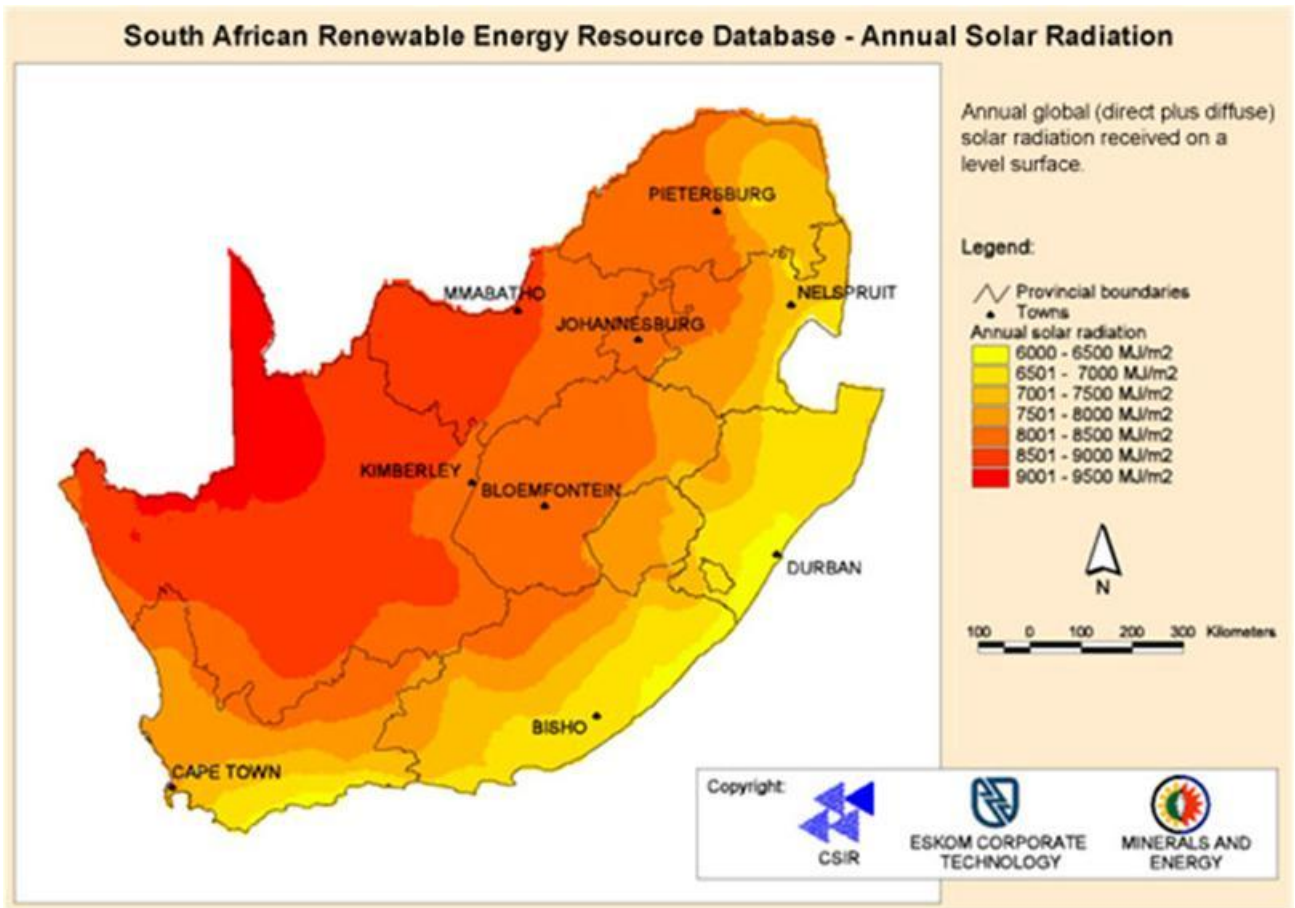 South African Renewable Energy Resource Database - Annual Solar Radiation
Annual global (direct plus diffuse)
solar radiation received on a
level surface.
PIETERSBURG
MMABATHO
NELSPRUIT
JOHANNESBURG
KIMBERLEY
BLOEMFONTEIN
DURBAN
BISHO
CAPE TOWN
Legend:
Provincial boundaries
Towns
Annual solar radiation
6000 - 6500 MJ/m2
6501 - 7000 MJ/m2
7001 - 7500 MJ/m2
7501 - 8000 MJ/m2
8001 - 8500 MJ/m2
8501 - 9000 MJ/m2
9001 - 9500 MJ/m2
N
100 0 100 200 300 Kilometers
Copyright:
CSIR
ESKOM CORPORATE
TECHNOLOGY
MINERALS AND
ENERGY